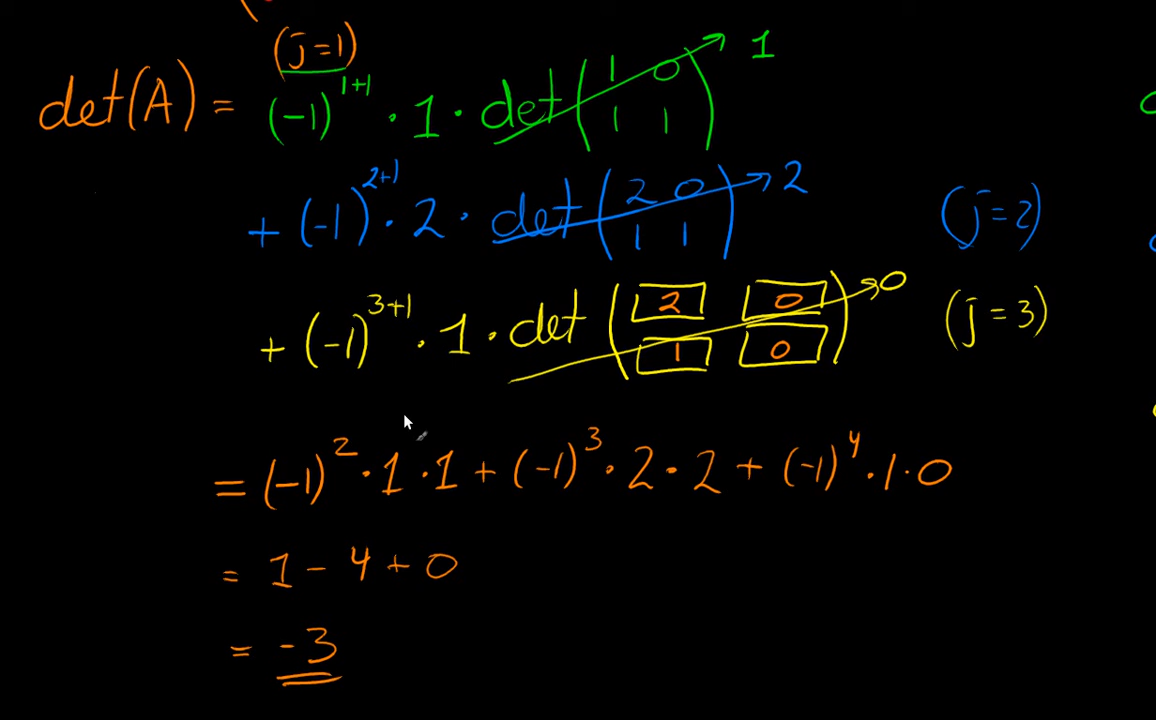 (j=1)
det(A) = (-1)^{1+1} · 1 · det(1 0 1 1) 1
+ (-1)^{2+1} · 2 · det(2 0 1 1) 2 (j=2)
+ (-1)^{3+1} · 1 · det(2 0 1 0) 0 (j=3)
= (-1)^2 · 1 · 1 + (-1)^3 · 2 · 2 + (-1)^4 · 1 · 0
= 1 - 4 + 0
= -3